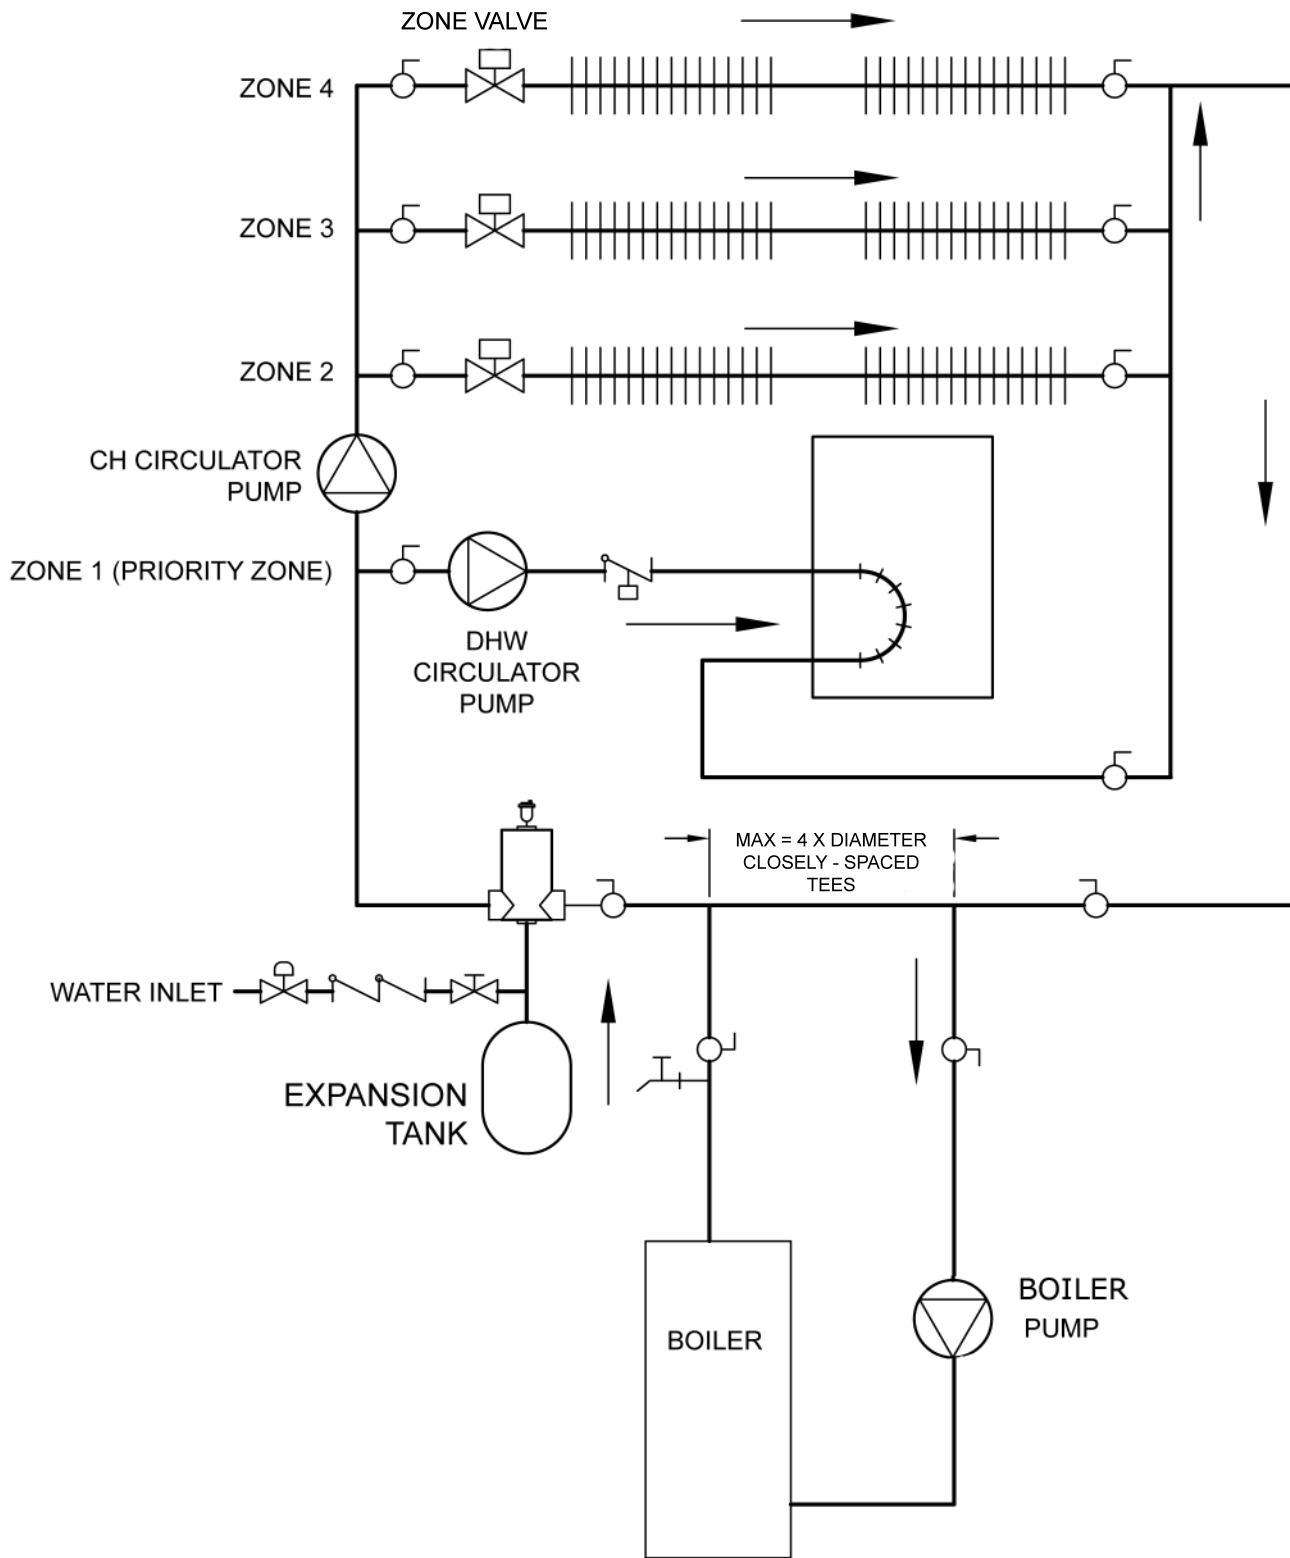 ZONE VALVE
ZONE 4
ZONE 3
ZONE 2
CH CIRCULATOR
PUMP
ZONE 1 (PRIORITY ZONE)
DHW
CIRCULATOR
PUMP
MAX = 4 X DIAMETER
CLOSELY - SPACED
TEES
WATER INLET
EXPANSION
TANK
BOILER
PUMP
BOILER